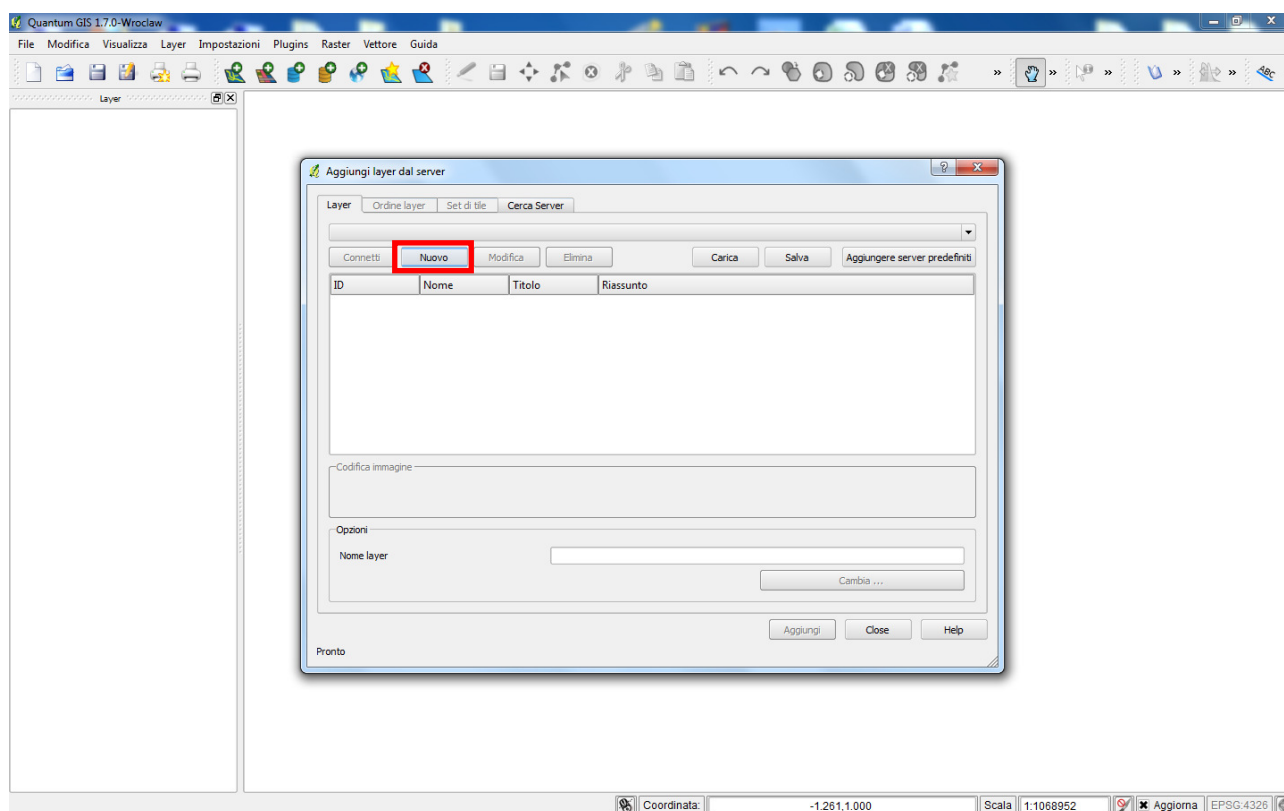 Quantum GIS 1.7.0-Wroclaw
File Modifica Visualizza Layer Impostazioni Plugins Raster Vettore Guida
» » » » ABC
Layer
Aggiungi layer dal server
Layer Ordine layer Set di tile Cerca Server
Connetti Nuovo Modifica Elimina Carica Salva Aggiungere server predefiniti
ID Nome Titolo Riassunto
Codifica immagine
Opzioni
Nome layer
Cambia ...
Aggiungi Close Help
Pronto
Coordinata: -1.261,1.000 Scala 1:1068952 Aggiorna EPSG:4326